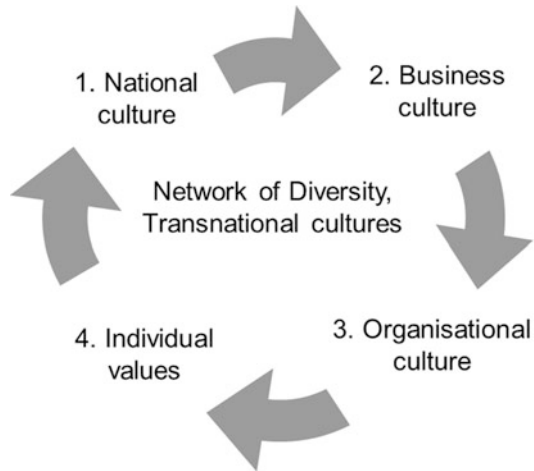 1. National
culture
2. Business
culture
Network of Diversity,
Transnational cultures
3. Organisational
culture
4. Individual
values